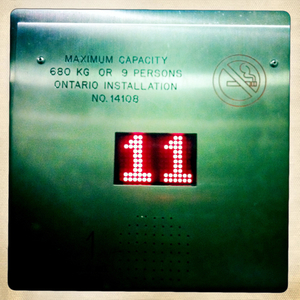 MAXIMUM CAPACITY
680 KG OR 9 PERSONS
ONTARIO INSTALLATION
NO. 14108
11